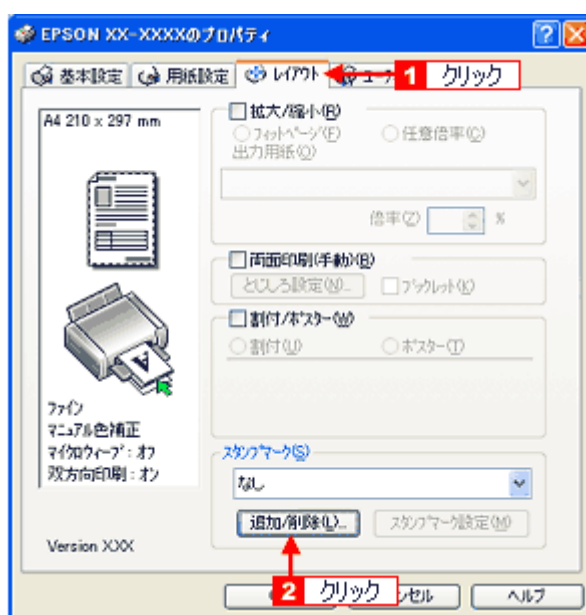 EPSON XX-XXXXのプロパティ
基本設定 用紙設定 レイアウト ユー
1 クリック
A4 210 x 297 mm
拡大/縮小(R)
フィットページ(F) 任意倍率(C)
出力用紙(O)
倍率(Z) %
両面印刷(手動)(B)
とじしろ設定(N)... ブックレット(K)
割付/ポスター(W)
割付(U) ポスター(T)
ファイン
マニュアル色補正
マイクロウィーブ : オフ
双方向印刷 : オン
スタンプマーク(S)
なし
追加/削除(L)... スタンプマーク設定(M)
Version XXX
2 クリック
ンセル ヘルプ